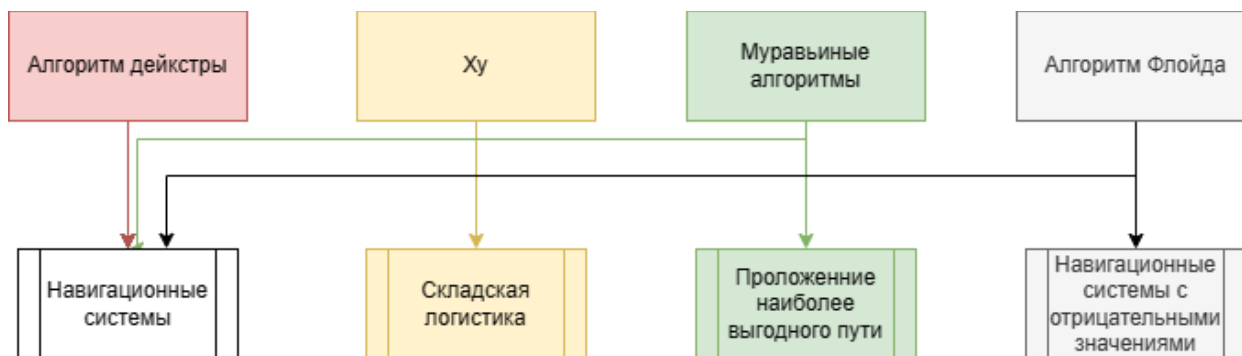 Алгоритм дейкстры
Ху
Муравьиные
алгоритмы
Алгоритм Флойда
Навигационные
системы
Складская
логистика
Проложенние
наиболее
выгодного пути
Навигационные
системы с
отрицательными
значениями